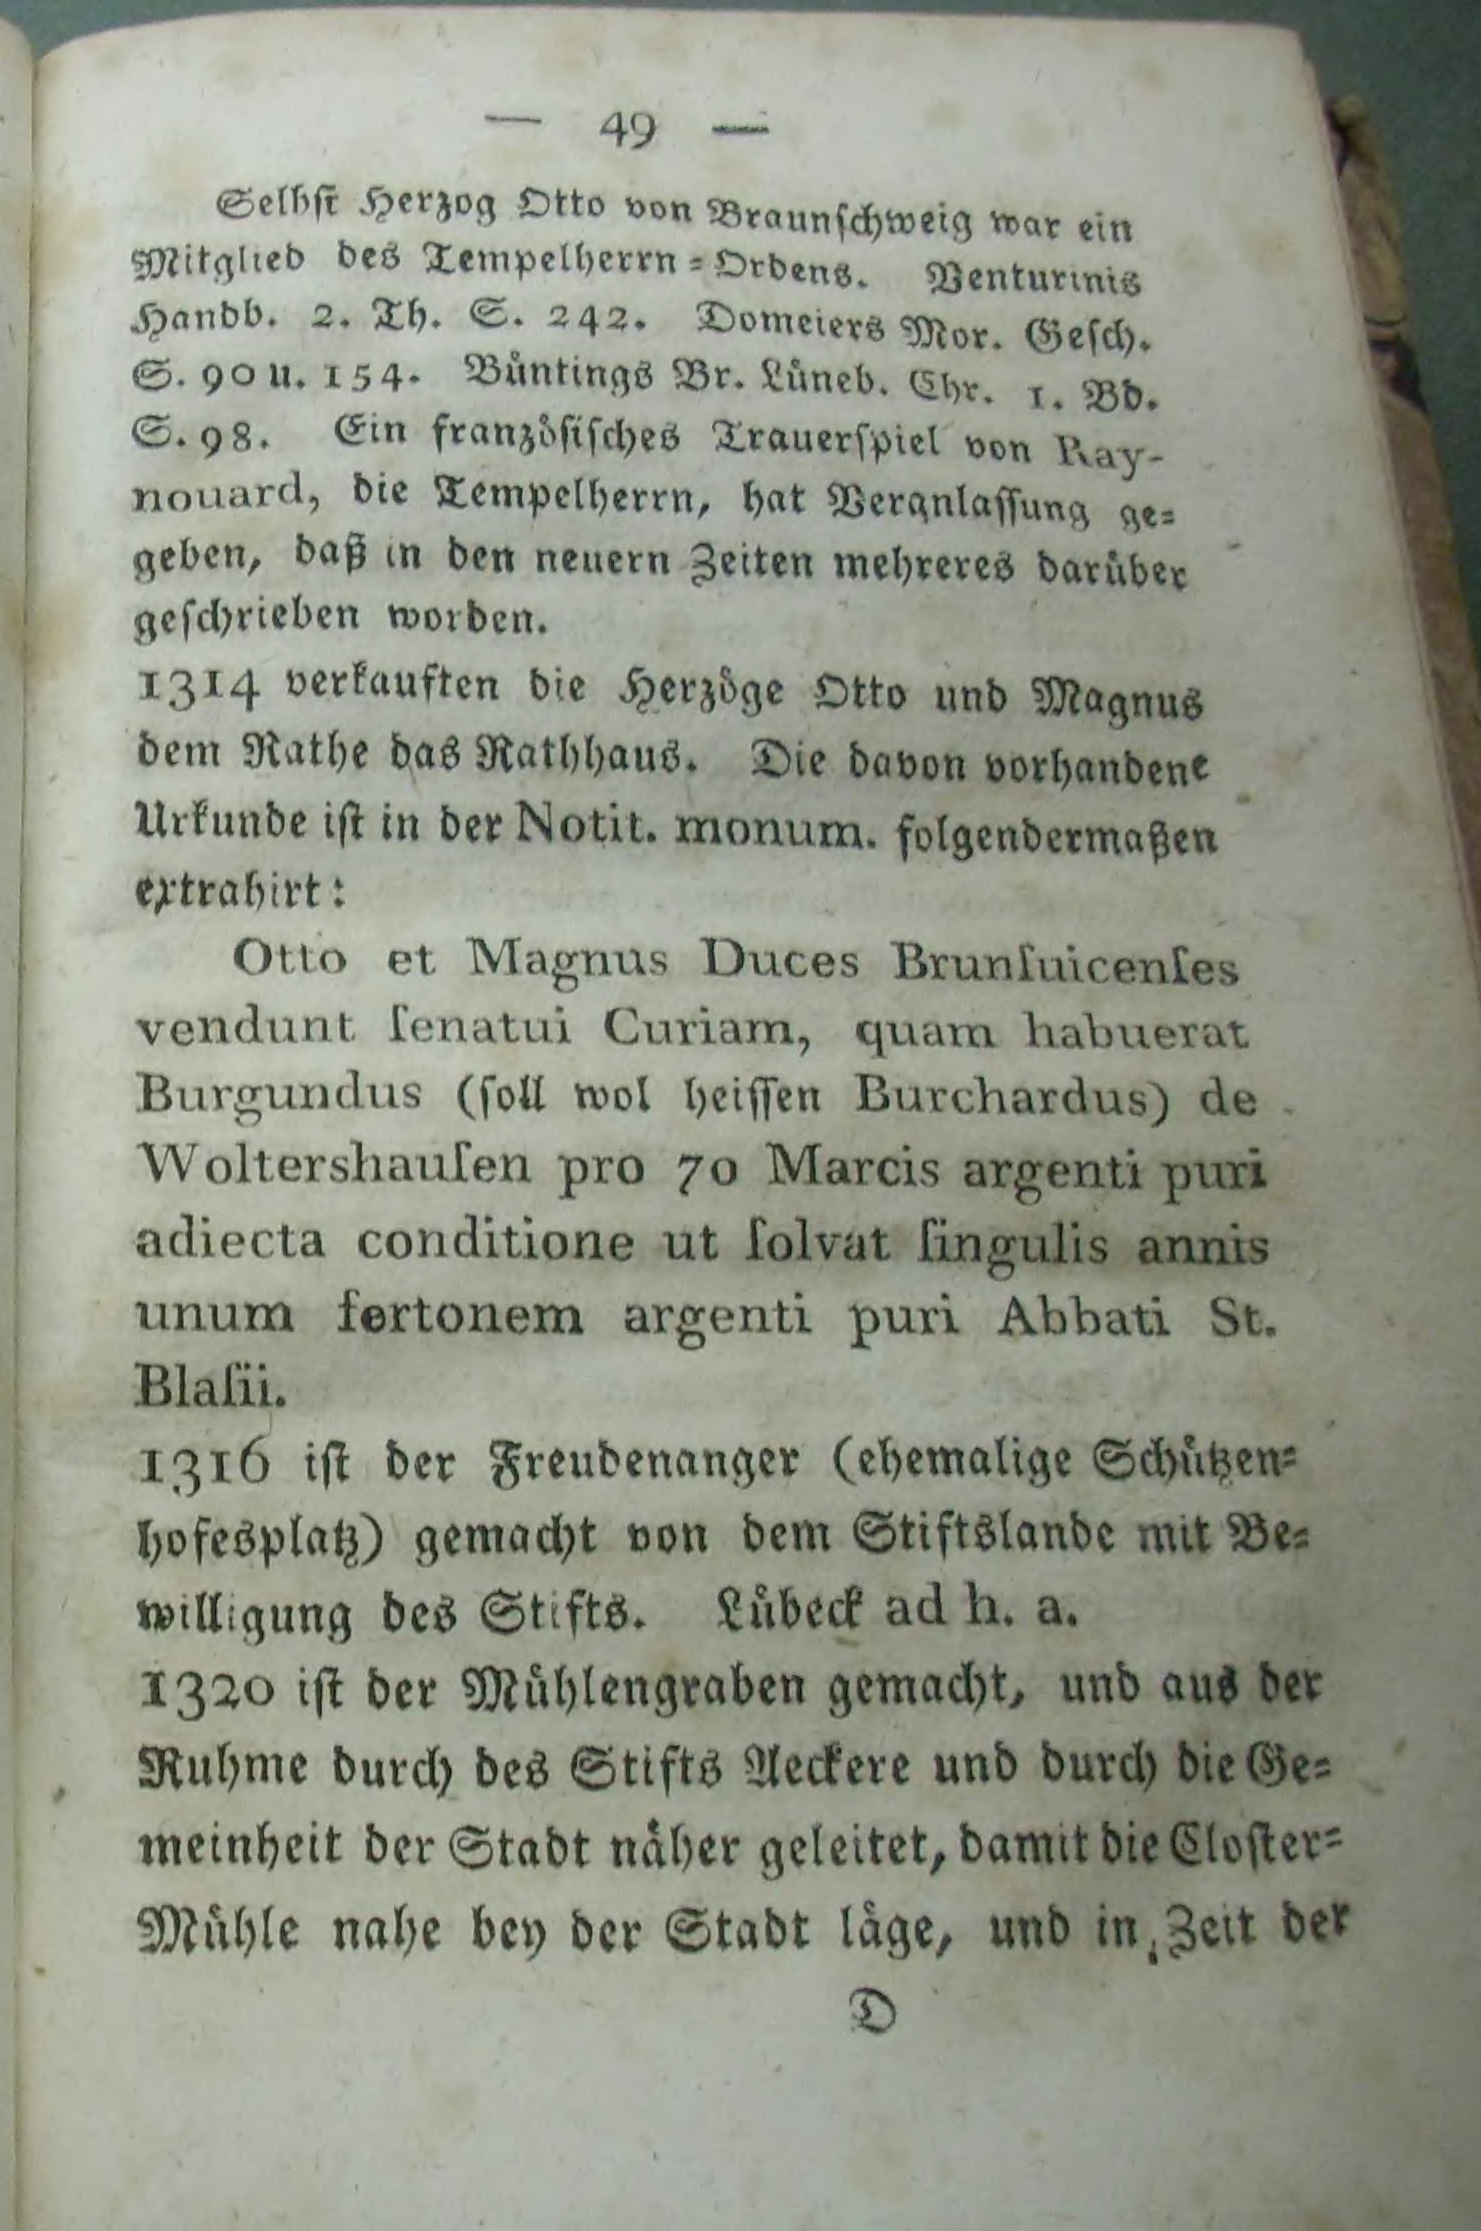 — 49 —
Selbſt Herzog Otto von Braunſchweig war ein
Mitglied des Tempelherrn=Ordens. Venturinis
Handb. 2. Th. S. 242. Domeiers Mor. Geſch.
S. 90 u. 154. Büntings Br. Lüneb. Chr. 1. Bd.
S. 98. Ein franzöſiſches Trauerſpiel von Ray-
nouard, die Tempelherrn, hat Veranlaſſung ge=
geben, daß in den neuern Zeiten mehreres darüber
geſchrieben worden.
1314 verkauften die Herzöge Otto und Magnus
dem Rathe das Rathhaus. Die davon vorhandene
Urkunde iſt in der Notit. monum. folgendermaßen
extrahirt:
Otto et Magnus Duces Brunſuicenſes
vendunt ſenatui Curiam, quam habuerat
Burgundus (ſoll wol heiſſen Burchardus) de
Woltershauſen pro 70 Marcis argenti puri
adiecta conditione ut ſolvat ſingulis annis
unum fertonem argenti puri Abbati St.
Blaſii.
1316 iſt der Freudenanger (ehemalige Schützen=
hofesplatz) gemacht von dem Stiftslande mit Be=
willigung des Stifts. Lübeck ad h. a.
1320 iſt der Mühlengraben gemacht, und aus der
Ruhme durch des Stifts Aeckere und durch die Ge=
meinheit der Stadt näher geleitet, damit die Cloſter=
Mühle nahe bey der Stadt läge, und in Zeit der
D